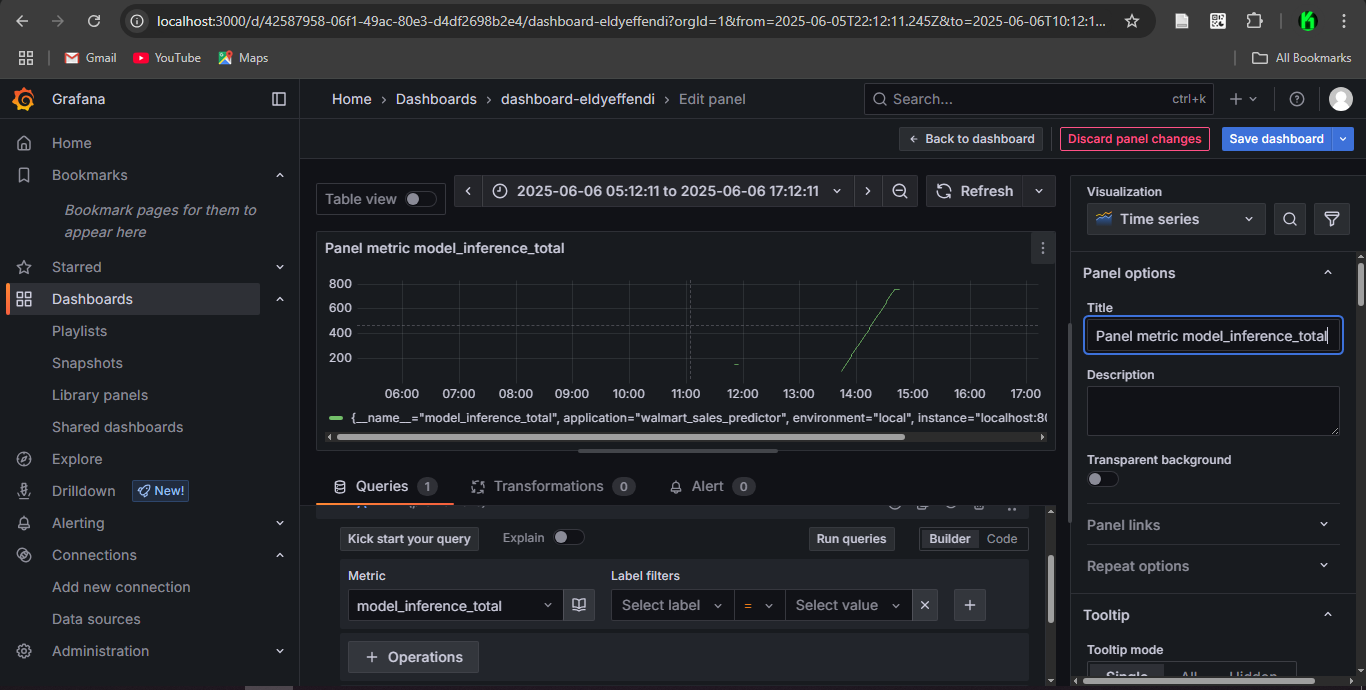 localhost:3000/d/42587958-06f1-49ac-80e3-d4df2698b2e4/dashboard-eldyeffendi?orgId=1&from=2025-06-05T22:12:11.245Z&to=2025-06-06T10:12:1...
Gmail
YouTube
Maps
All Bookmarks
Grafana
Home › Dashboards › dashboard-eldyeffendi › Edit panel
Search...
ctrl+k
Back to dashboard
Discard panel changes
Save dashboard
Home
Bookmarks
Bookmark pages for them to
appear here
Starred
Dashboards
Playlists
Snapshots
Library panels
Shared dashboards
Explore
Drilldown
New!
Alerting
Connections
Add new connection
Data sources
Administration
Table view
2025-06-06 05:12:11 to 2025-06-06 17:12:11
Refresh
Panel metric model_inference_total
800
600
400
200
06:00 07:00 08:00 09:00 10:00 11:00 12:00 13:00 14:00 15:00 16:00 17:00
{__name__="model_inference_total", application="walmart_sales_predictor", environment="local", instance="localhost:80
Queries 1
Transformations 0
Alert 0
Kick start your query
Explain
Run queries
Builder
Code
Metric
Label filters
model_inference_total
Select label
=
Select value
+ Operations
Visualization
Time series
Panel options
Title
Panel metric model_inference_total
Description
Transparent background
Panel links
Repeat options
Tooltip
Tooltip mode
Single
All
Hidden